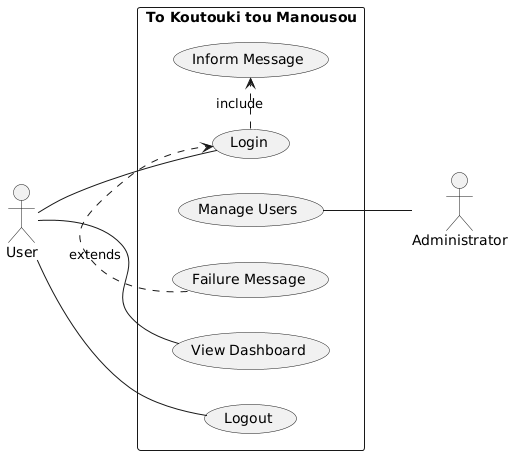 To Koutouki tou Manousou
Inform Message
include
Login
Manage Users
User
Administrator
extends
Failure Message
View Dashboard
Logout